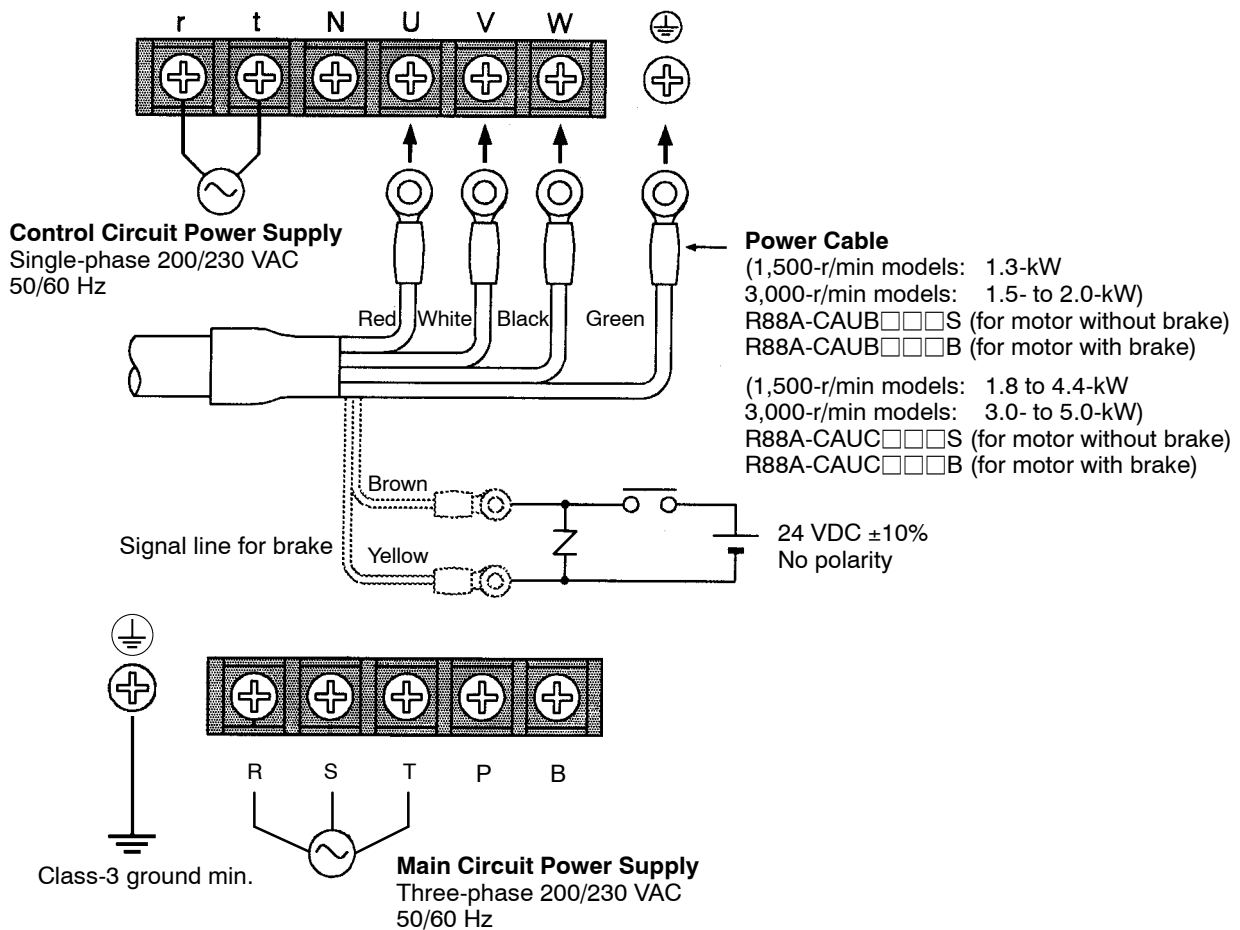 r t N U V W
Control Circuit Power Supply
Single-phase 200/230 VAC
50/60 Hz
Red White Black Green
Power Cable
(1,500-r/min models: 1.3-kW
3,000-r/min models: 1.5- to 2.0-kW)
R88A-CAUB□□□S (for motor without brake)
R88A-CAUB□□□B (for motor with brake)
(1,500-r/min models: 1.8 to 4.4-kW
3,000-r/min models: 3.0- to 5.0-kW)
R88A-CAUC□□□S (for motor without brake)
R88A-CAUC□□□B (for motor with brake)
Brown
Signal line for brake
Yellow
24 VDC ±10%
No polarity
R S T P B
Class-3 ground min.
Main Circuit Power Supply
Three-phase 200/230 VAC
50/60 Hz